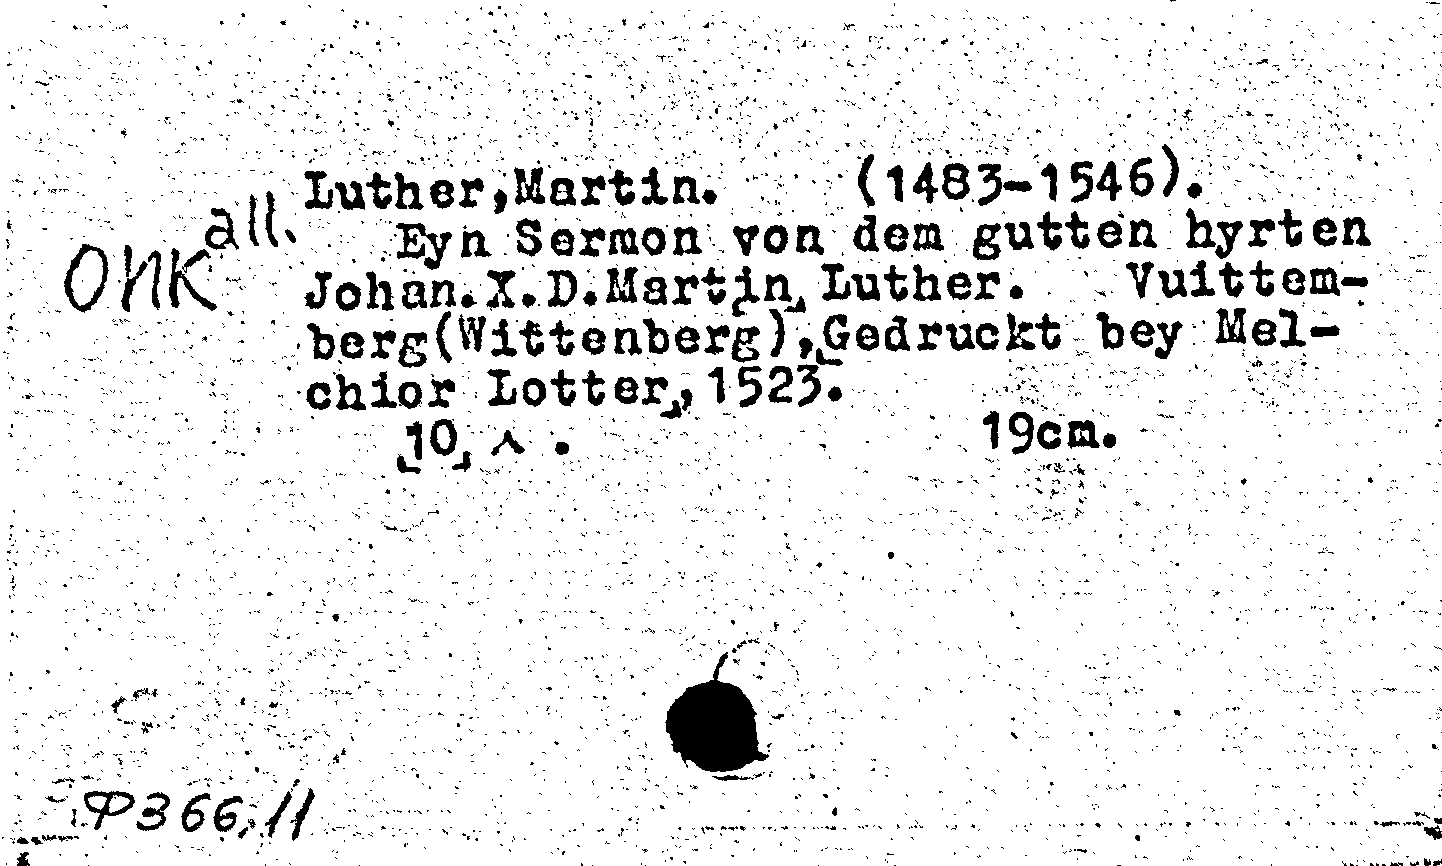 Luther,Martin. (1483-1546).
all.
ОИК
Eyn Sermon von dem gutten hyrten
Johan.X.D.Martin Luther. Vuittem-
berg(Wittenberg),[Gedruckt bey Mel-
chior Lotter],1523.
[10] л . 19cm.
Ф366,11